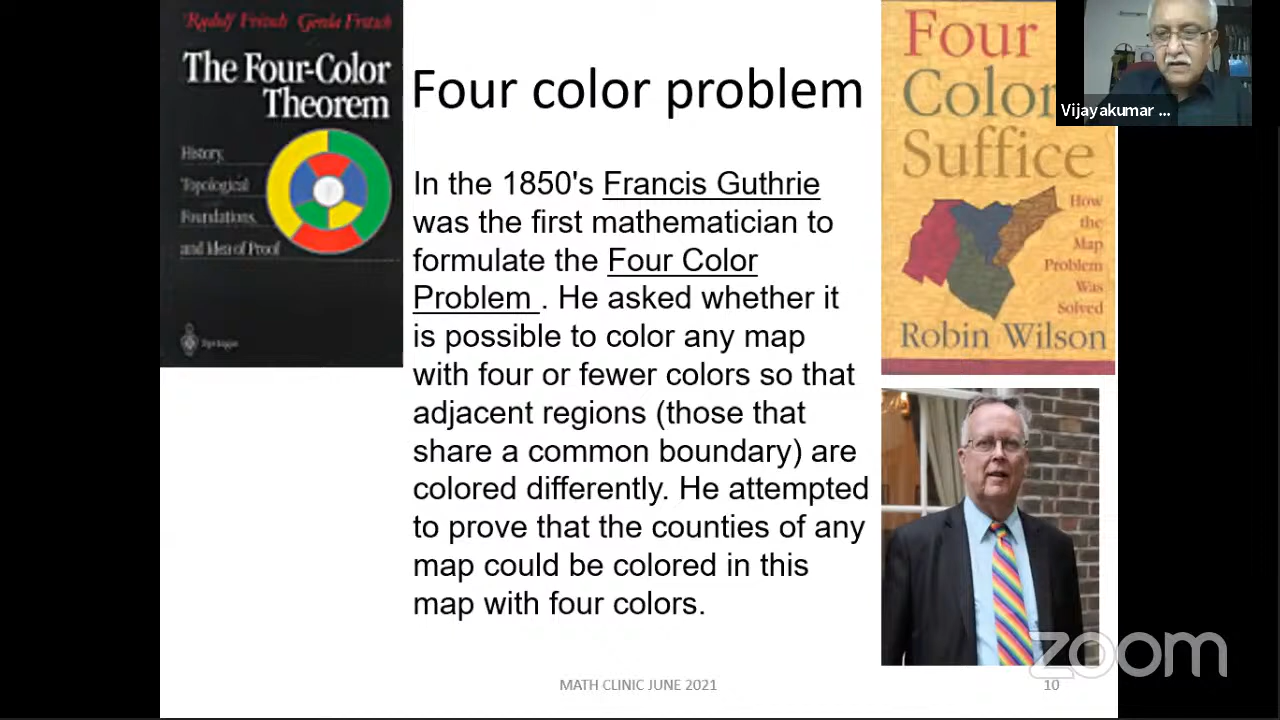 Rudolf Fritsch Gerda Fritsch
The Four-Color
Theorem
History,
Topological
Foundations,
and Idea of Proof
Springer
Four color problem
In the 1850's Francis Guthrie
was the first mathematician to
formulate the Four Color
Problem . He asked whether it
is possible to color any map
with four or fewer colors so that
adjacent regions (those that
share a common boundary) are
colored differently. He attempted
to prove that the counties of any
map could be colored in this
map with four colors.
Four
Color
Suffice
How
the
Map
Problem
Was
Solved
Robin Wilson
Vijayakumar ...
zoom
MATH CLINIC JUNE 2021
10